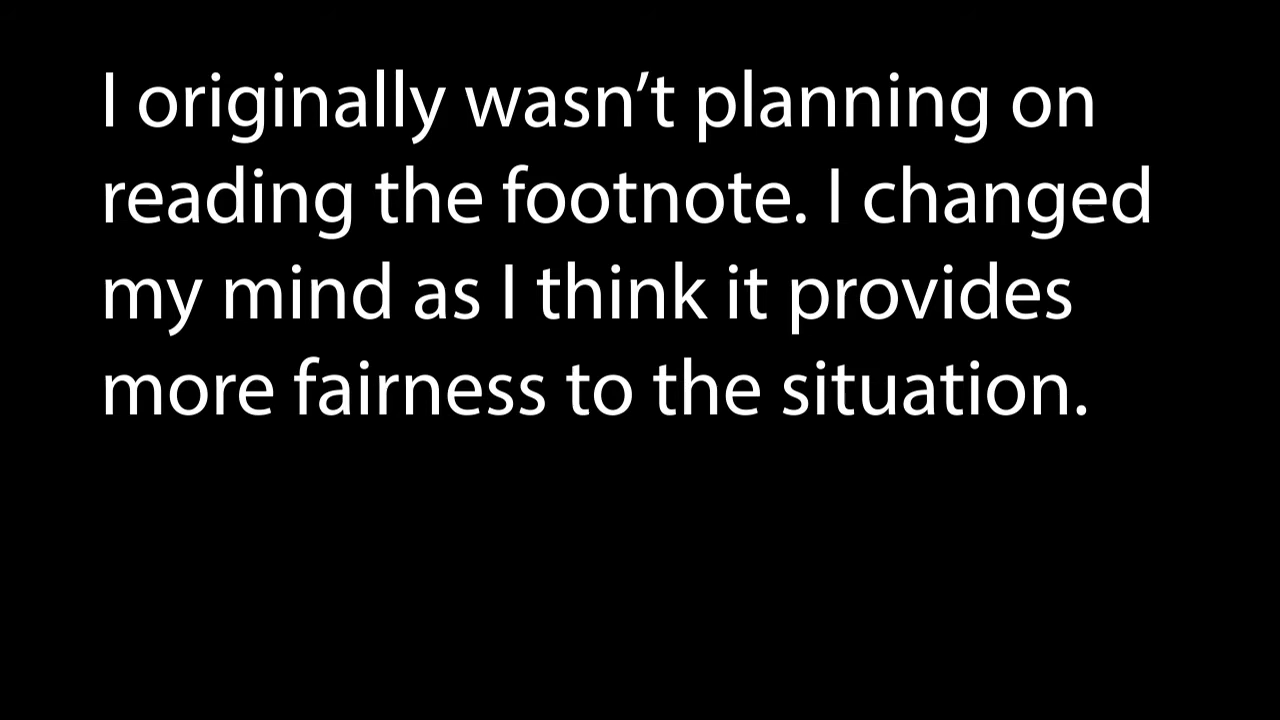 I originally wasn’t planning on
reading the footnote. I changed
my mind as I think it provides
more fairness to the situation.